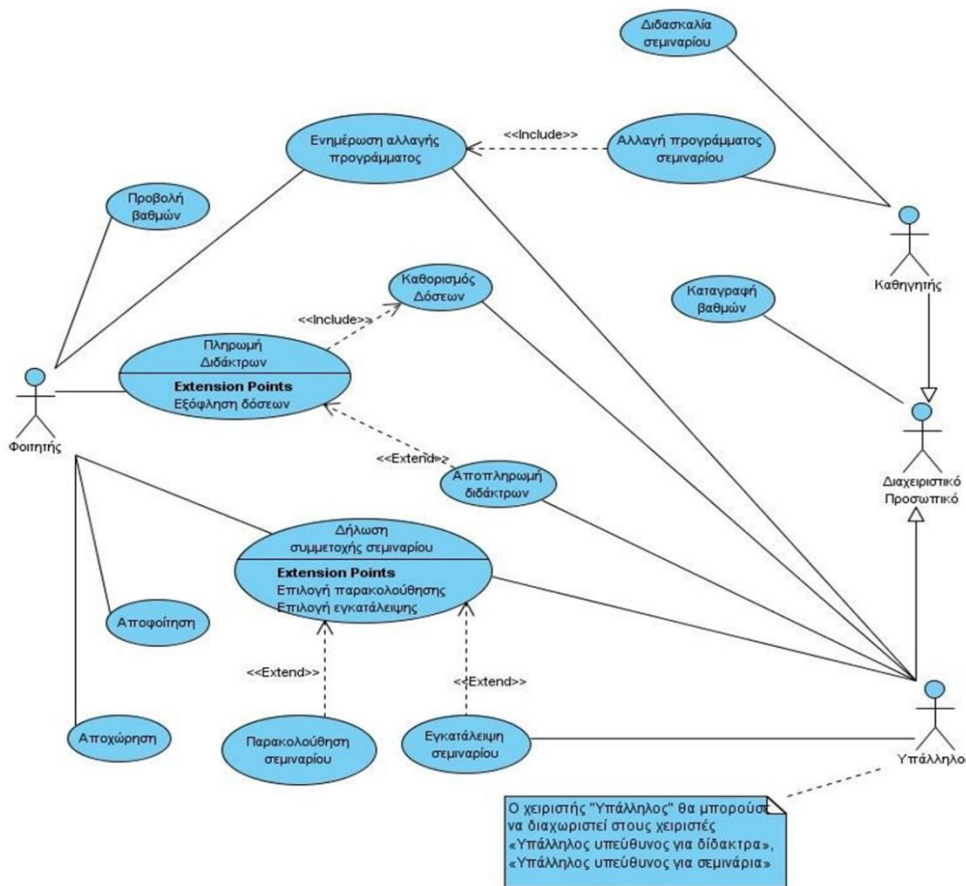 Διδασκαλία
σεμιναρίου
Ενημέρωση αλλαγής
προγράμματος
<<Include>>
Αλλαγή προγράμματος
σεμιναρίου
Προβολή
βαθμών
Καθηγητής
Καθορισμός
Δόσεων
Καταγραφή
βαθμών
<<Include>>
Πληρωμή
Διδάκτρων
Extension Points
Εξόφληση δόσεων
Φοιτητής
<<Extend>>
Αποπληρωμή
διδάκτρων
Διαχειριστικό
Προσωπικό
Δήλωση
συμμετοχής σεμιναρίου
Extension Points
Επιλογή παρακολούθησης
Επιλογή εγκατάλειψης
Αποφοίτηση
<<Extend>>
<<Extend>>
Αποχώρηση
Παρακολούθηση
σεμιναρίου
Εγκατάλειψη
σεμιναρίου
Υπάλληλος
Ο χειριστής "Υπάλληλος" θα μπορούσε
να διαχωριστεί στους χειριστές
«Υπάλληλος υπεύθυνος για δίδακτρα»,
«Υπάλληλος υπεύθυνος για σεμινάρια»